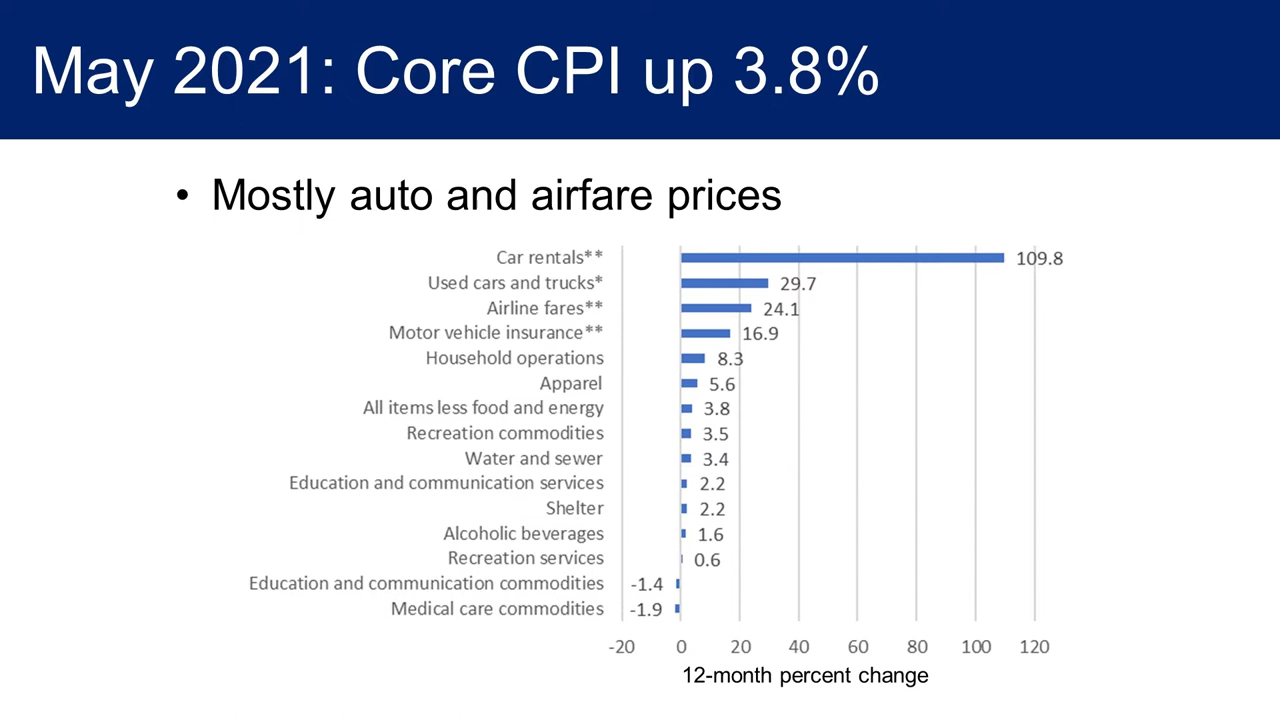 May 2021: Core CPI up 3.8%
• Mostly auto and airfare prices
Car rentals** 109.8
Used cars and trucks* 29.7
Airline fares** 24.1
Motor vehicle insurance** 16.9
Household operations 8.3
Apparel 5.6
All items less food and energy 3.8
Recreation commodities 3.5
Water and sewer 3.4
Education and communication services 2.2
Shelter 2.2
Alcoholic beverages 1.6
Recreation services 0.6
Education and communication commodities -1.4
Medical care commodities -1.9
-20 0 20 40 60 80 100 120
12-month percent change